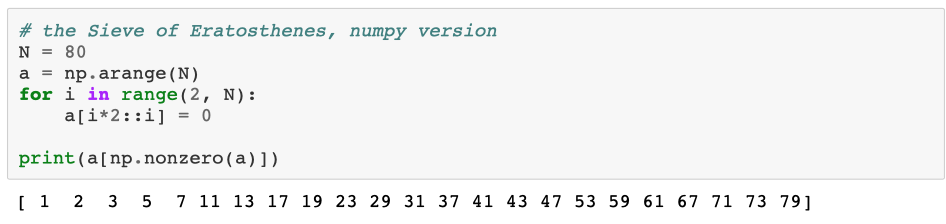 # the Sieve of Eratosthenes, numpy version
N = 80
a = np.arange(N)
for i in range(2, N):
    a[i*2::i] = 0
print(a[np.nonzero(a)])
[ 1  2  3  5  7 11 13 17 19 23 29 31 37 41 43 47 53 59 61 67 71 73 79]